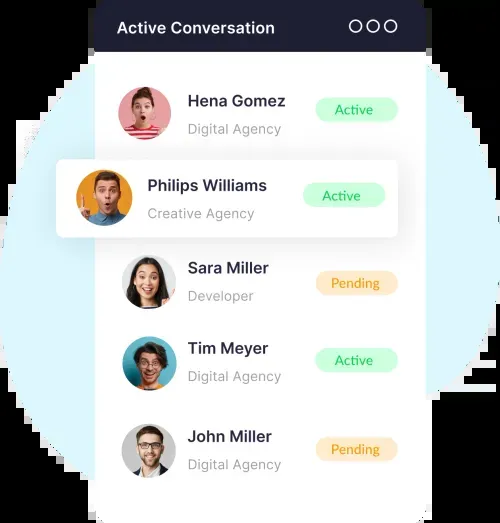 Active Conversation
Hena Gomez
Active
Digital Agency
Philips Williams
Active
Creative Agency
Sara Miller
Pending
Developer
Tim Meyer
Active
Digital Agency
John Miller
Pending
Digital Agency